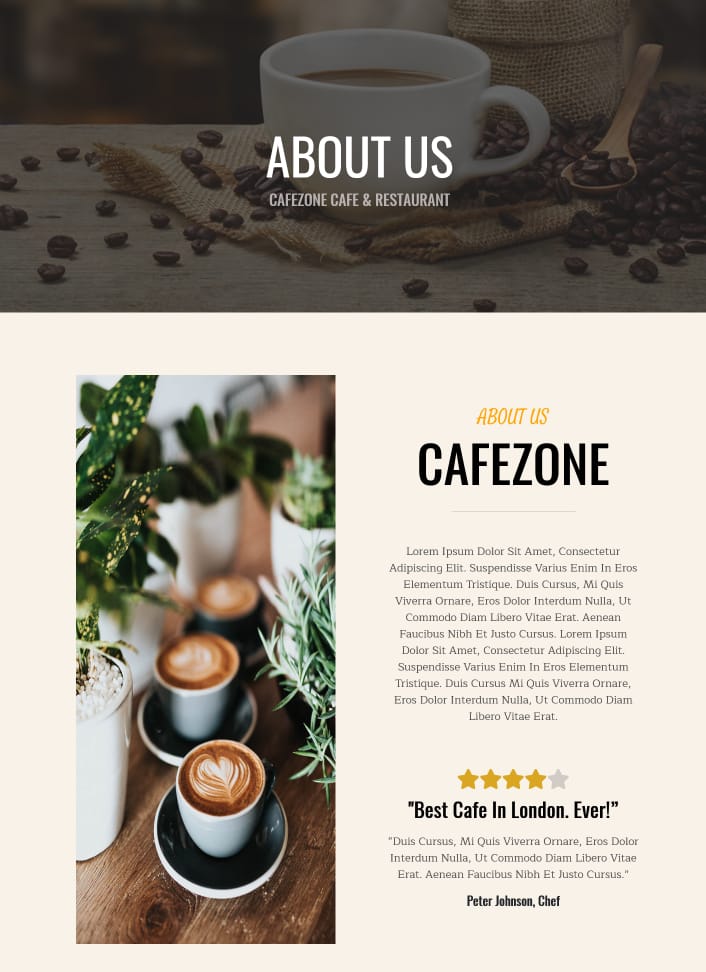 ABOUT US
CAFEZONE CAFE & RESTAURANT
ABOUT US
CAFEZONE
Lorem Ipsum Dolor Sit Amet, Consectetur
Adipiscing Elit. Suspendisse Varius Enim In Eros
Elementum Tristique. Duis Cursus, Mi Quis
Viverra Ornare, Eros Dolor Interdum Nulla, Ut
Commodo Diam Libero Vitae Erat. Aenean
Faucibus Nibh Et Justo Cursus. Lorem Ipsum
Dolor Sit Amet, Consectetur Adipiscing Elit.
Suspendisse Varius Enim In Eros Elementum
Tristique. Duis Cursus Mi Quis Viverra Ornare,
Eros Dolor Interdum Nulla, Ut Commodo Diam
Libero Vitae Erat.
"Best Cafe In London. Ever!”
“Duis Cursus, Mi Quis Viverra Ornare, Eros Dolor
Interdum Nulla, Ut Commodo Diam Libero Vitae
Erat. Aenean Faucibus Nibh Et Justo Cursus.”
Peter Johnson, Chef